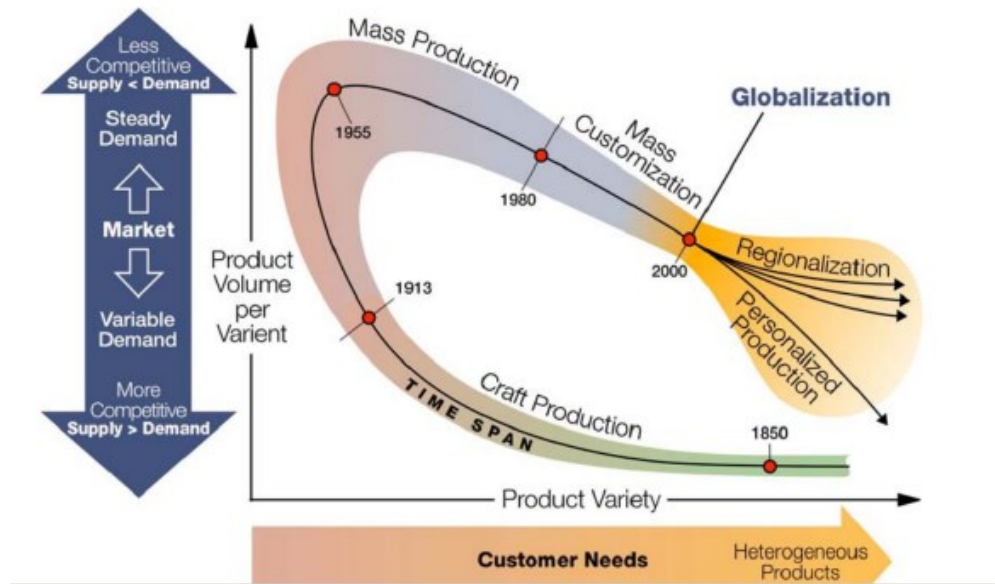 Less
Competitive
Supply < Demand
Steady
Demand
Market
Variable
Demand
More
Competitive
Supply > Demand
Product
Volume
per
Varient
Mass Production
1955
1980
Mass
Customization
Globalization
2000
Regionalization
Personalized
Production
1913
Craft Production
TIME SPAN
1850
Product Variety
Customer Needs
Heterogeneous
Products